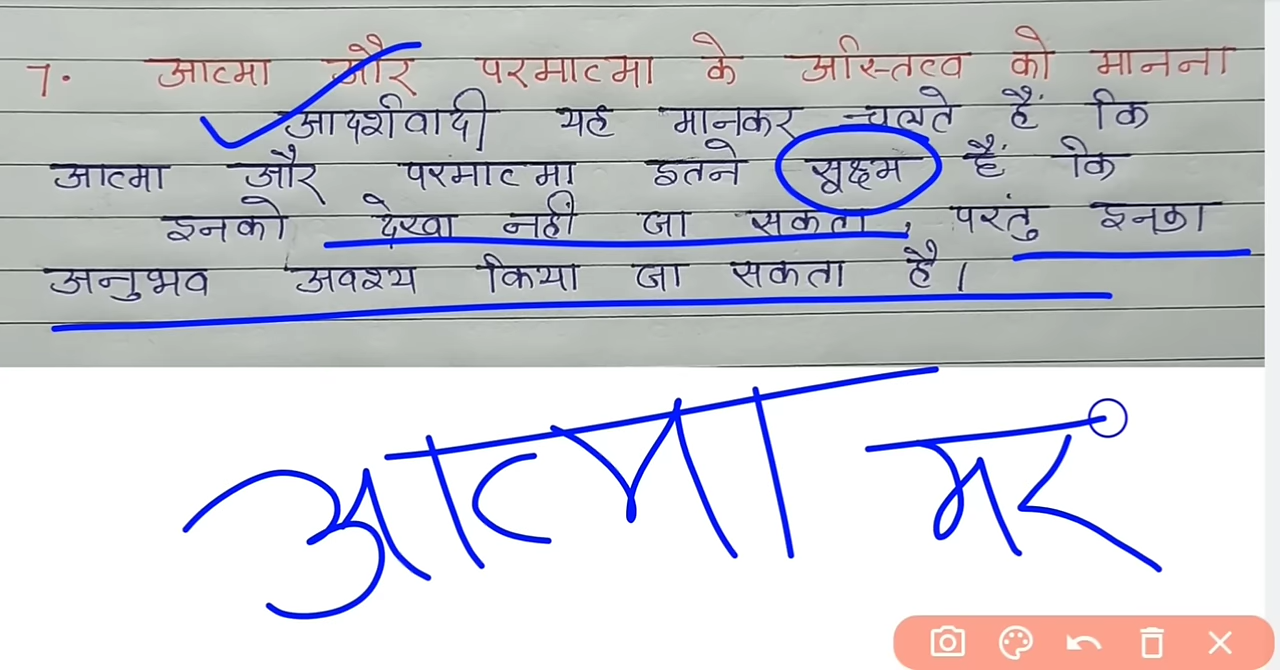 7. आत्मा और परमात्मा के अस्तित्व को मानना
आदर्शवादी यह मानकर चलते हैं कि
आत्मा और परमात्मा इतने सूक्ष्म हैं कि
इनको देखा नहीं जा सकता, परंतु इनका
अनुभव अवश्य किया जा सकता है।
आत्मा मर